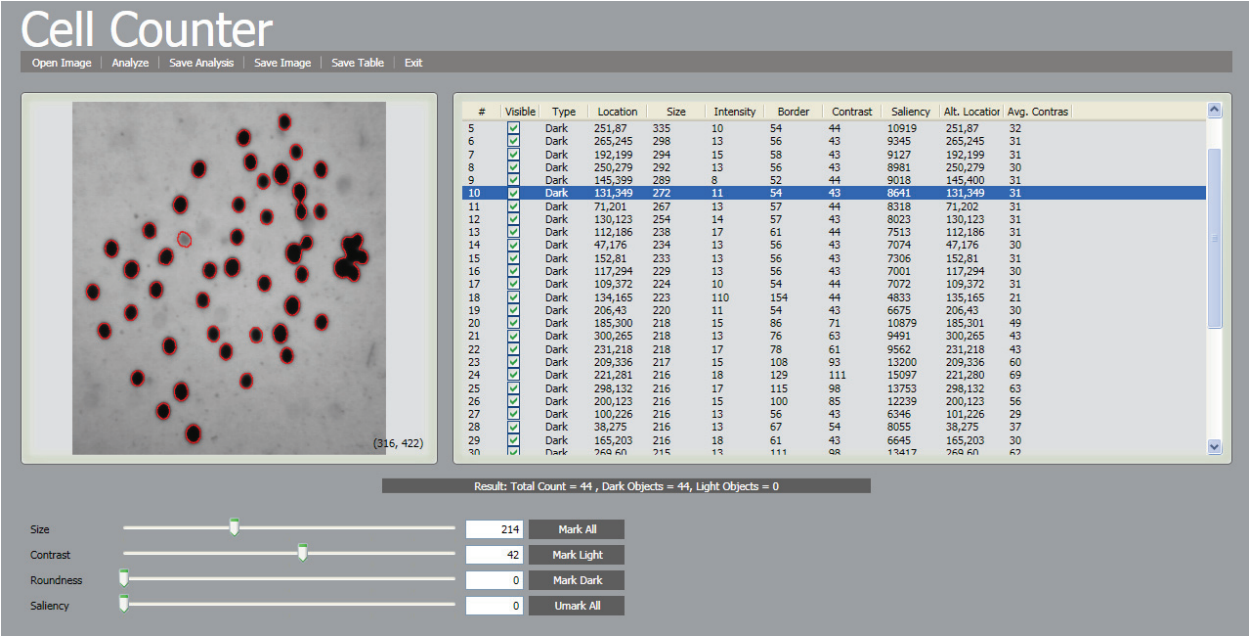 Cell Counter
Open Image | Analyze | Save Analysis | Save Image | Save Table | Exit
# Visible Type Location Size Intensity Border Contrast Saliency Alt. Location Avg. Contras
5 Dark 251,87 335 10 54 44 10919 251,87 32
6 Dark 265,245 298 13 56 43 9345 265,245 31
7 Dark 192,199 294 15 58 43 9127 192,199 31
8 Dark 250,279 292 13 56 43 8981 250,279 30
9 Dark 145,399 289 8 52 44 9018 145,400 31
10 Dark 131,349 272 11 54 43 8641 131,349 31
11 Dark 71,201 267 13 57 44 8318 71,202 31
12 Dark 130,123 254 14 57 43 8023 130,123 31
13 Dark 112,186 238 17 61 44 7513 112,186 31
14 Dark 47,176 234 13 56 43 7074 47,176 30
15 Dark 152,81 233 13 56 43 7306 152,81 31
16 Dark 117,294 229 13 56 43 7001 117,294 30
17 Dark 109,372 224 10 54 44 7072 109,372 31
18 Dark 134,165 223 110 154 44 4833 135,165 21
19 Dark 206,43 220 11 54 43 6675 206,43 30
20 Dark 185,300 218 15 86 71 10879 185,301 49
21 Dark 300,265 218 13 76 63 9491 300,265 43
22 Dark 231,218 218 17 78 61 9562 231,218 43
23 Dark 209,336 217 15 108 93 13200 209,336 60
24 Dark 221,281 216 18 129 111 15097 221,280 69
25 Dark 298,132 216 17 115 98 13753 298,132 63
26 Dark 200,123 216 15 100 85 12239 200,123 56
27 Dark 100,226 216 13 56 43 6346 101,226 29
28 Dark 38,275 216 13 67 54 8055 38,275 37
29 Dark 165,203 216 18 61 43 6645 165,203 30
30 Dark 269,60 215 13 111 98 13417 269,60 62
(316, 422)
Result: Total Count = 44 , Dark Objects = 44, Light Objects = 0
Size 214 Mark All
Contrast 42 Mark Light
Roundness 0 Mark Dark
Saliency 0 Umark All